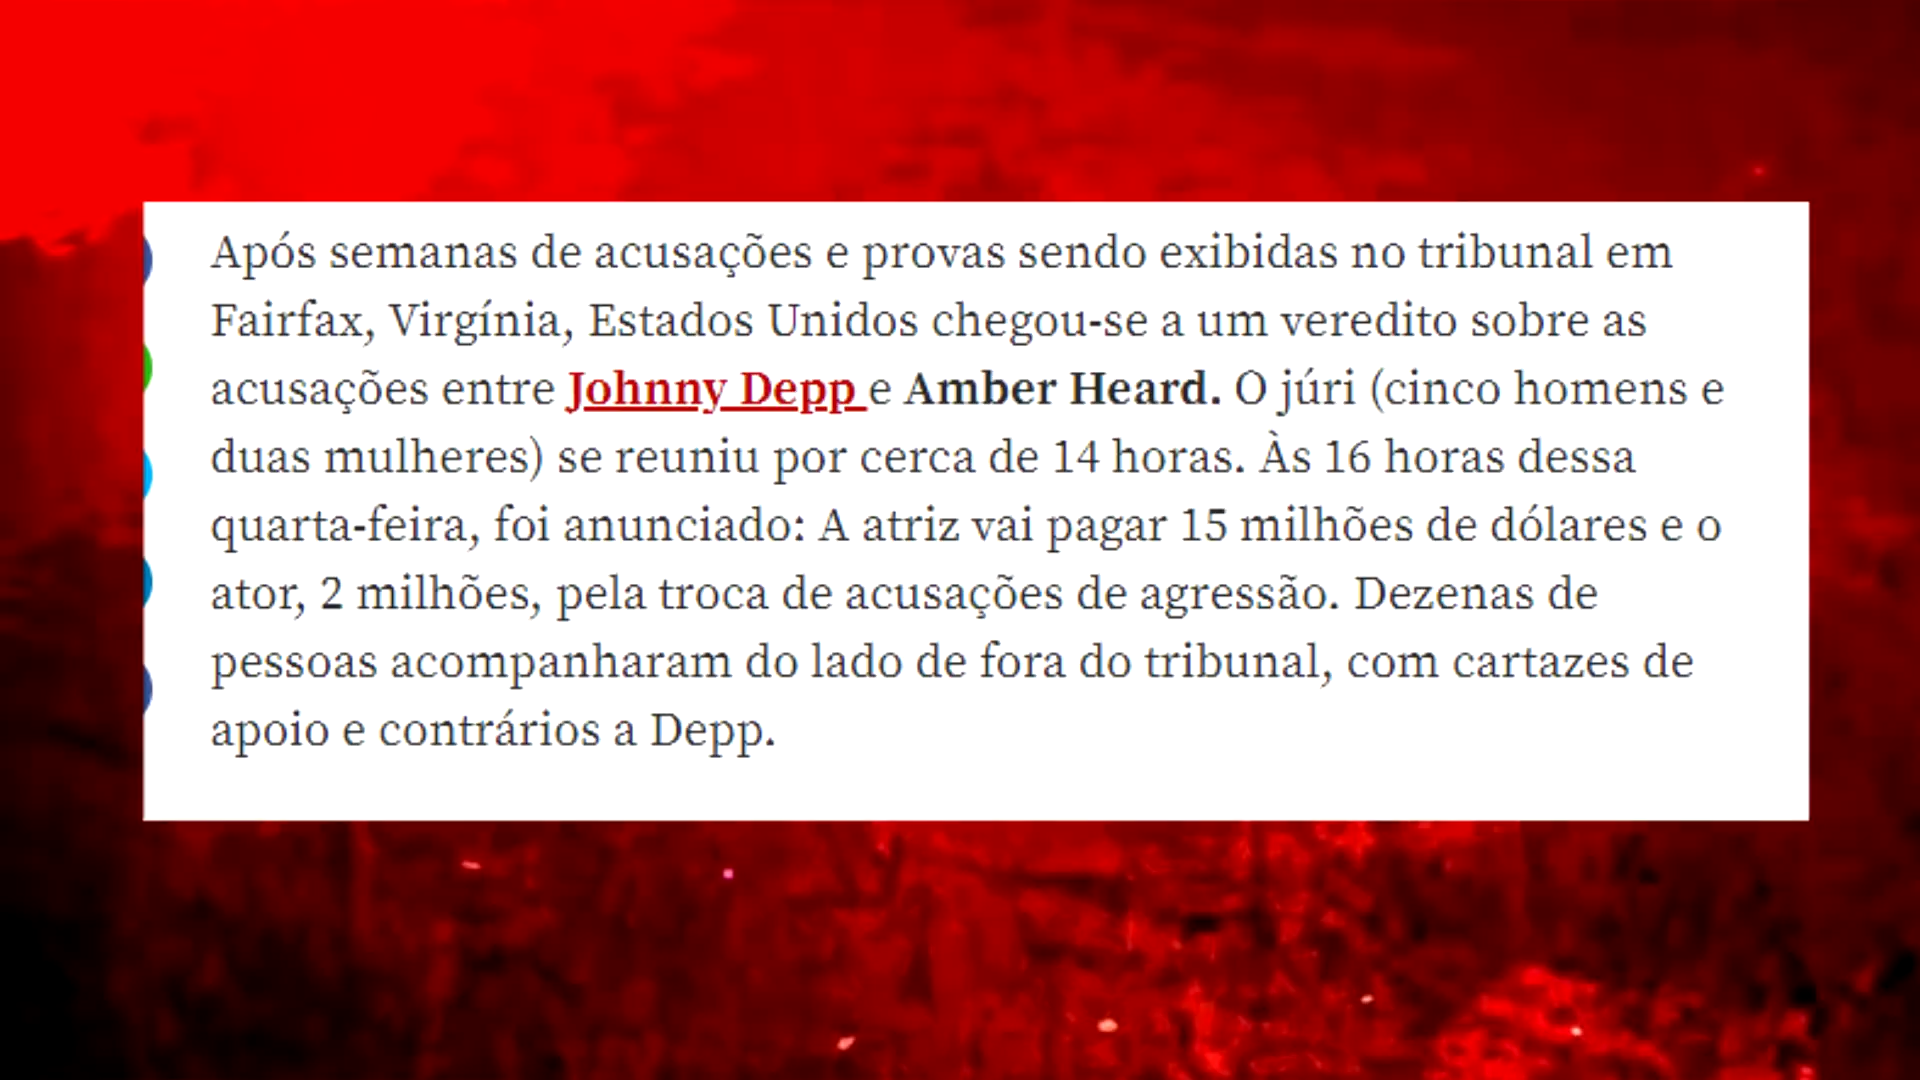 Após semanas de acusações e provas sendo exibidas no tribunal em
Fairfax, Virgínia, Estados Unidos chegou-se a um veredito sobre as
acusações entre Johnny Depp e Amber Heard. O júri (cinco homens e
duas mulheres) se reuniu por cerca de 14 horas. Às 16 horas dessa
quarta-feira, foi anunciado: A atriz vai pagar 15 milhões de dólares e o
ator, 2 milhões, pela troca de acusações de agressão. Dezenas de
pessoas acompanharam do lado de fora do tribunal, com cartazes de
apoio e contrários a Depp.